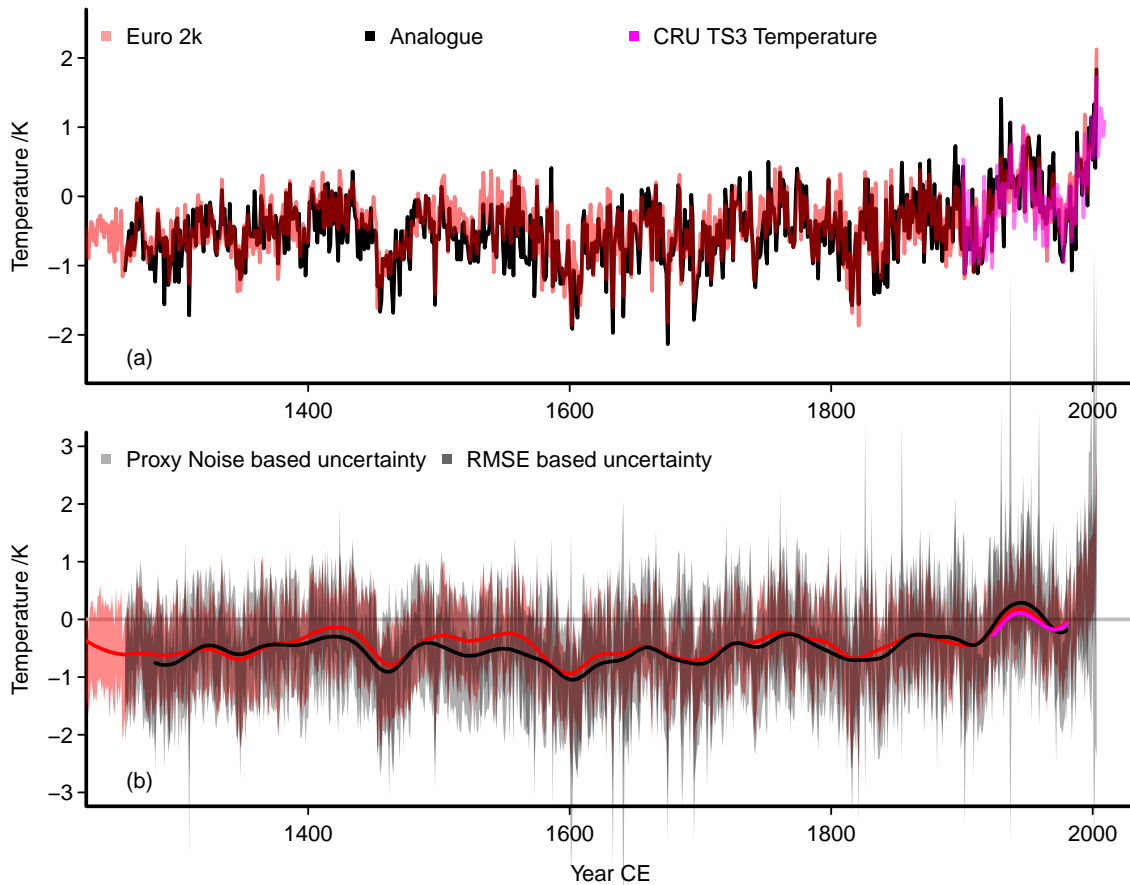 Euro 2k Analogue CRU TS3 Temperature
2
1
0
−1
−2
Temperature /K
(a)
1400 1600 1800 2000
Proxy Noise based uncertainty RMSE based uncertainty
3
2
1
0
−1
−2
−3
Temperature /K
(b)
1400 1600 1800 2000
Year CE